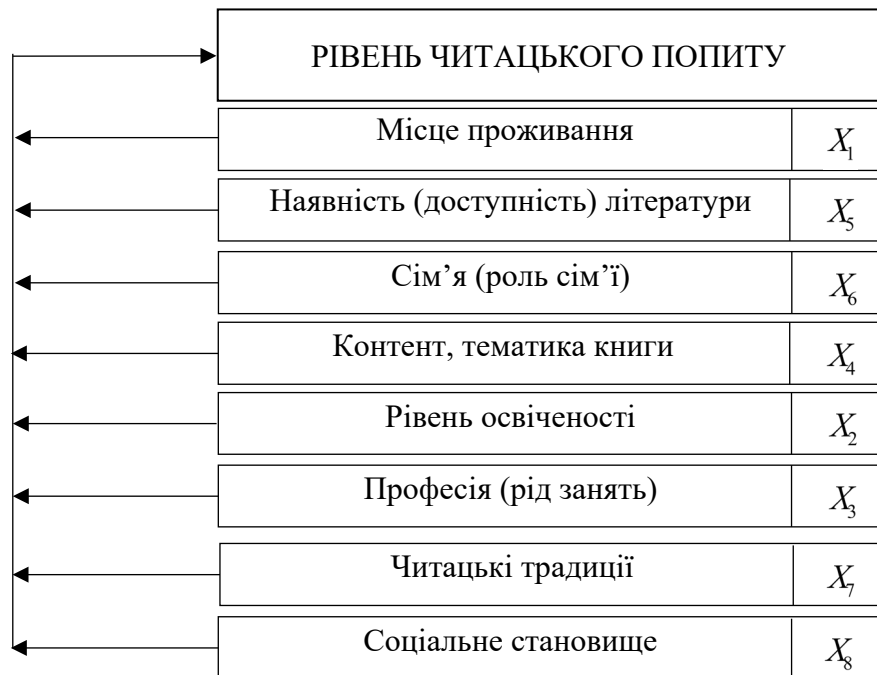 РІВЕНЬ ЧИТАЦЬКОГО ПОПИТУ
Місце проживання X₁
Наявність (доступність) літератури X₅
Сім’я (роль сім’ї) X₆
Контент, тематика книги X₄
Рівень освіченості X₂
Професія (рід занять) X₃
Читацькі традиції X₇
Соціальне становище X₈